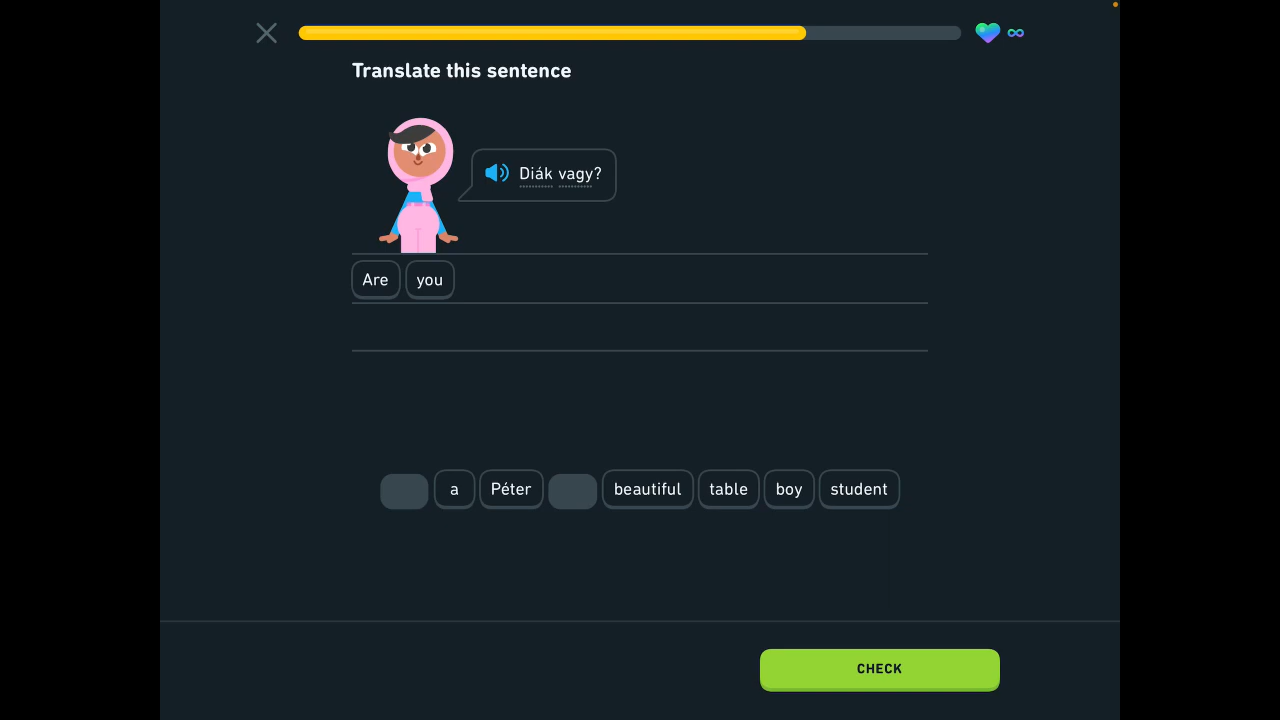 ∞
Translate this sentence
Diák vagy?
Are you
a Péter beautiful table boy student
CHECK